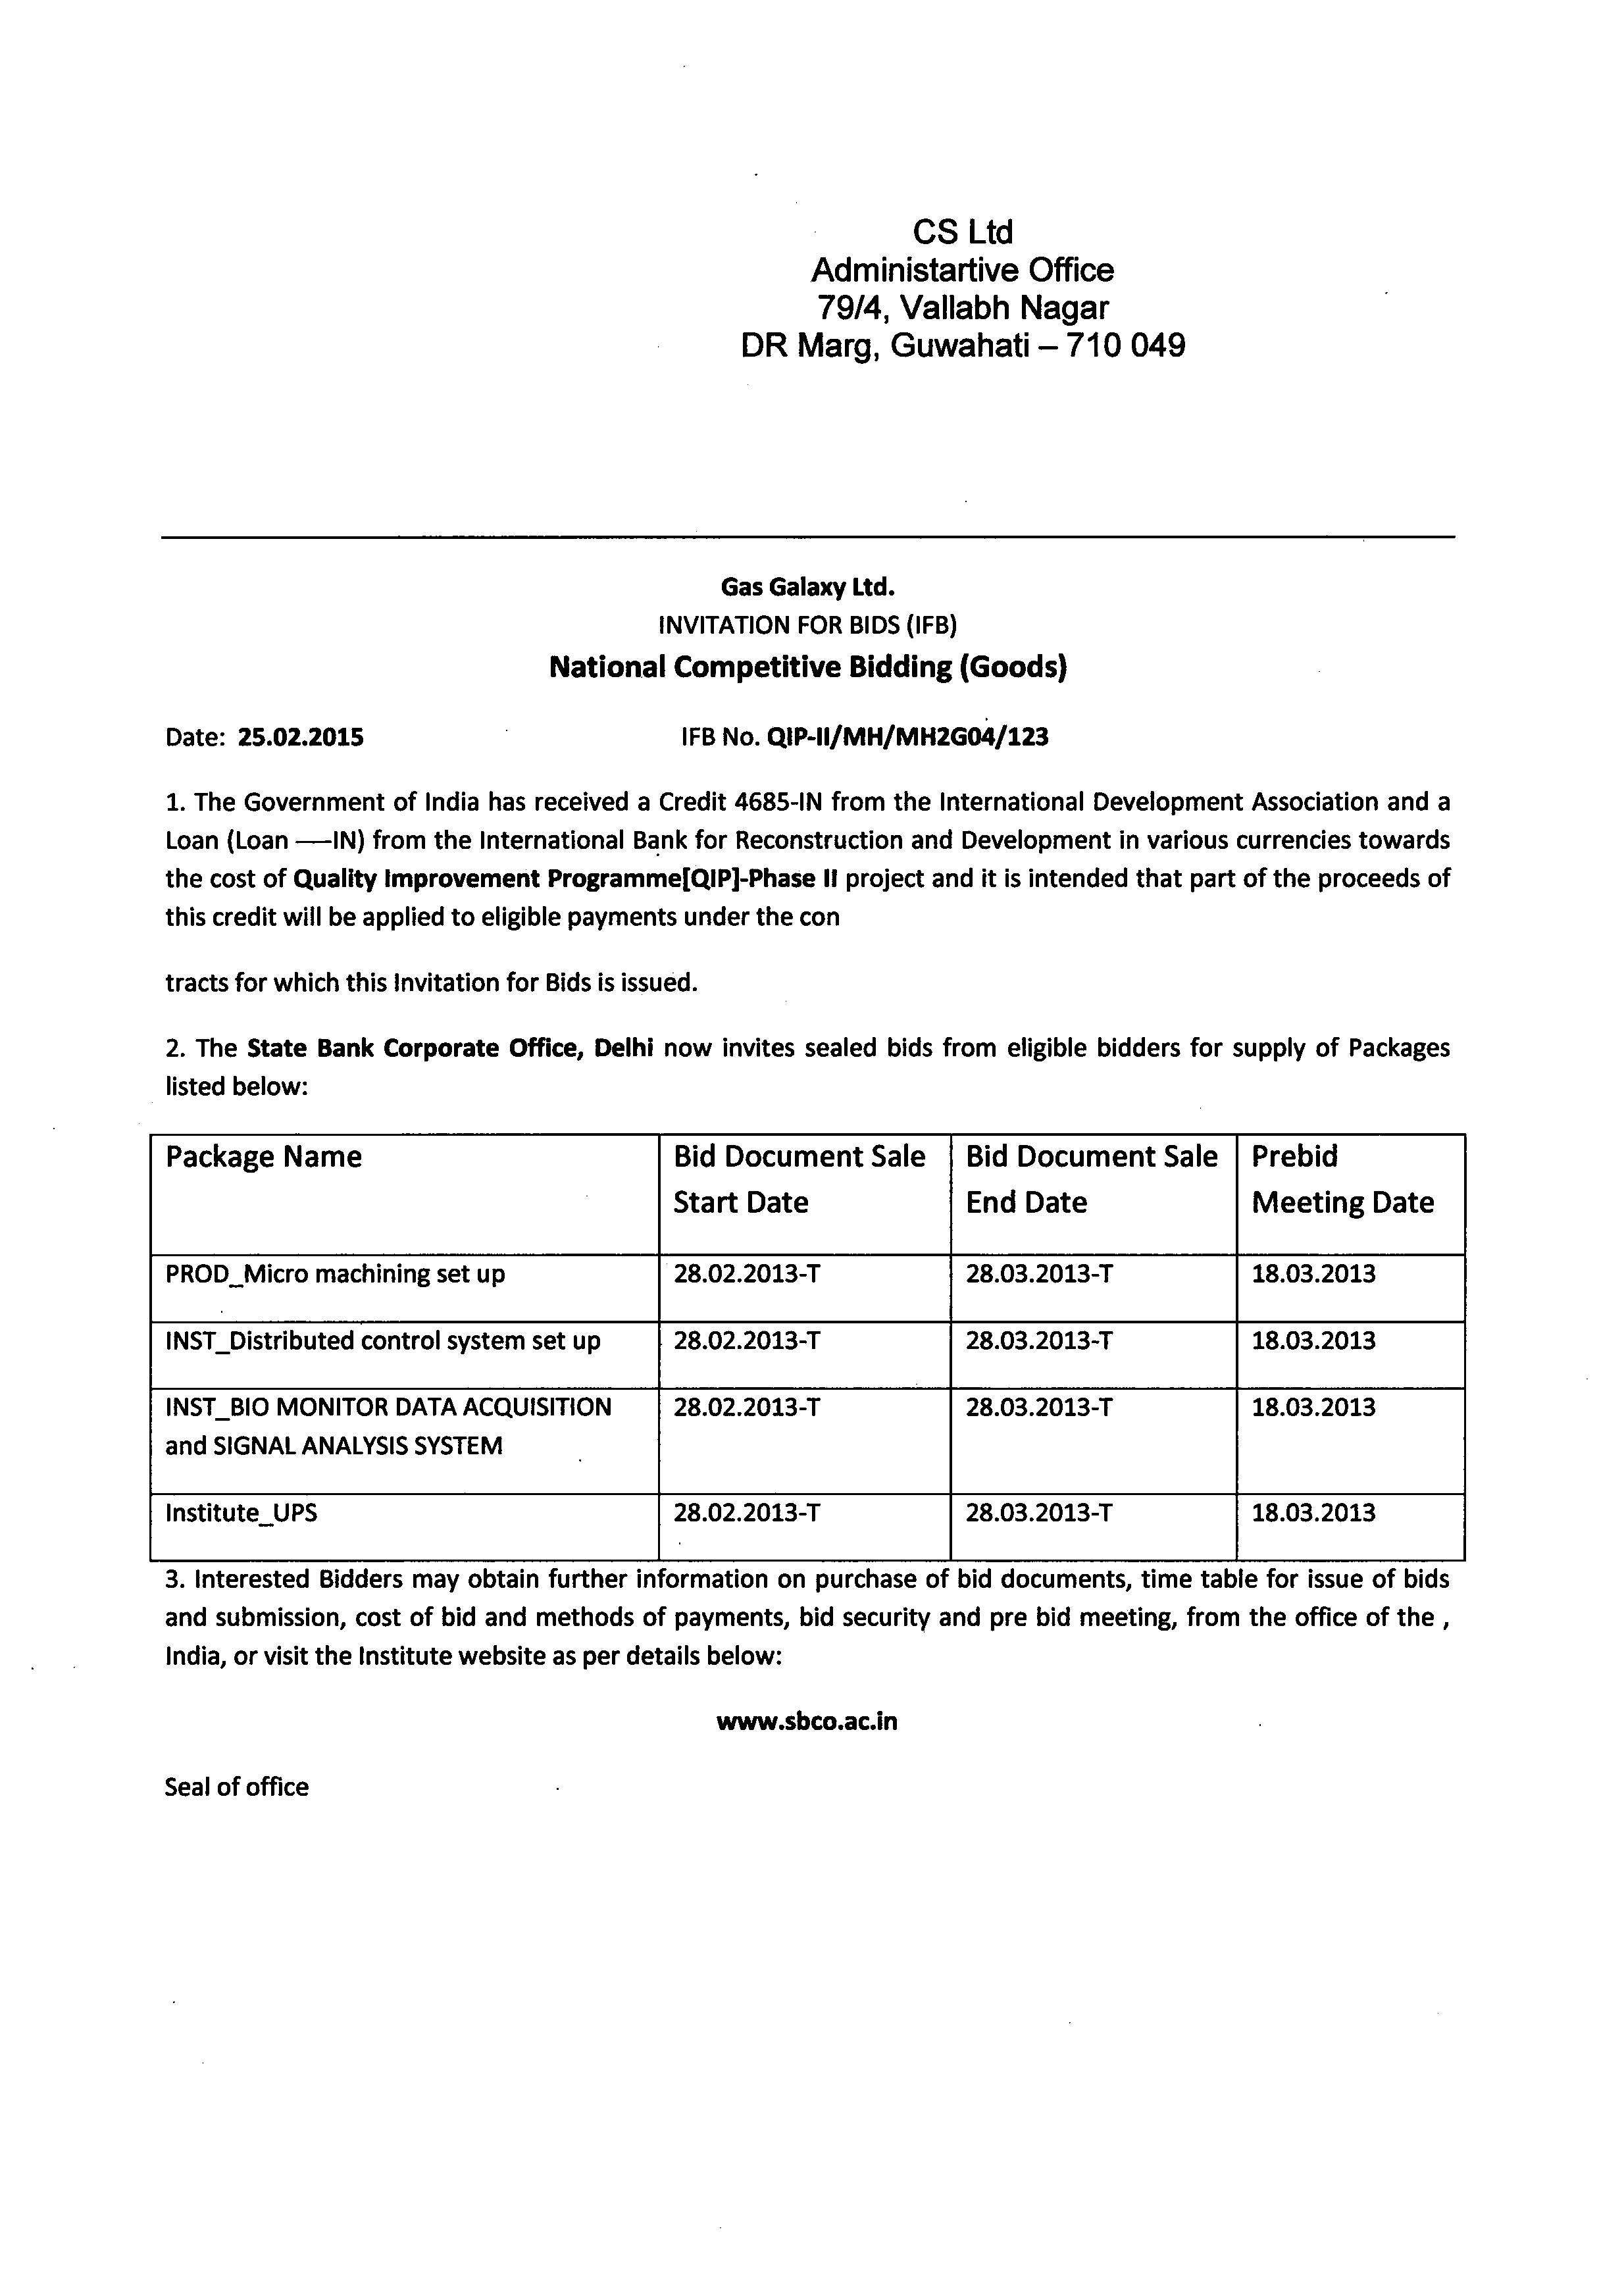 CS Ltd
Administartive Office
79/4, Vallabh Nagar
DR Marg, Guwahati – 710 049
Gas Galaxy Ltd.
INVITATION FOR BIDS (IFB)
National Competitive Bidding (Goods)
Date: 25.02.2015 IFB No. QIP-II/MH/MH2G04/123
1. The Government of India has received a Credit 4685-IN from the International Development Association and a
Loan (Loan –––IN) from the International Bank for Reconstruction and Development in various currencies towards
the cost of Quality Improvement Programme[QIP]-Phase II project and it is intended that part of the proceeds of
this credit will be applied to eligible payments under the con
tracts for which this Invitation for Bids is issued.
2. The State Bank Corporate Office, Delhi now invites sealed bids from eligible bidders for supply of Packages
listed below:
Package Name Bid Document Sale Bid Document Sale Prebid
Start Date End Date Meeting Date
PROD_Micro machining set up 28.02.2013-T 28.03.2013-T 18.03.2013
INST_Distributed control system set up 28.02.2013-T 28.03.2013-T 18.03.2013
INST_BIO MONITOR DATA ACQUISITION 28.02.2013-T 28.03.2013-T 18.03.2013
and SIGNAL ANALYSIS SYSTEM
Institute_UPS 28.02.2013-T 28.03.2013-T 18.03.2013
3. Interested Bidders may obtain further information on purchase of bid documents, time table for issue of bids
and submission, cost of bid and methods of payments, bid security and pre bid meeting, from the office of the ,
India, or visit the Institute website as per details below:
www.sbco.ac.in
Seal of office